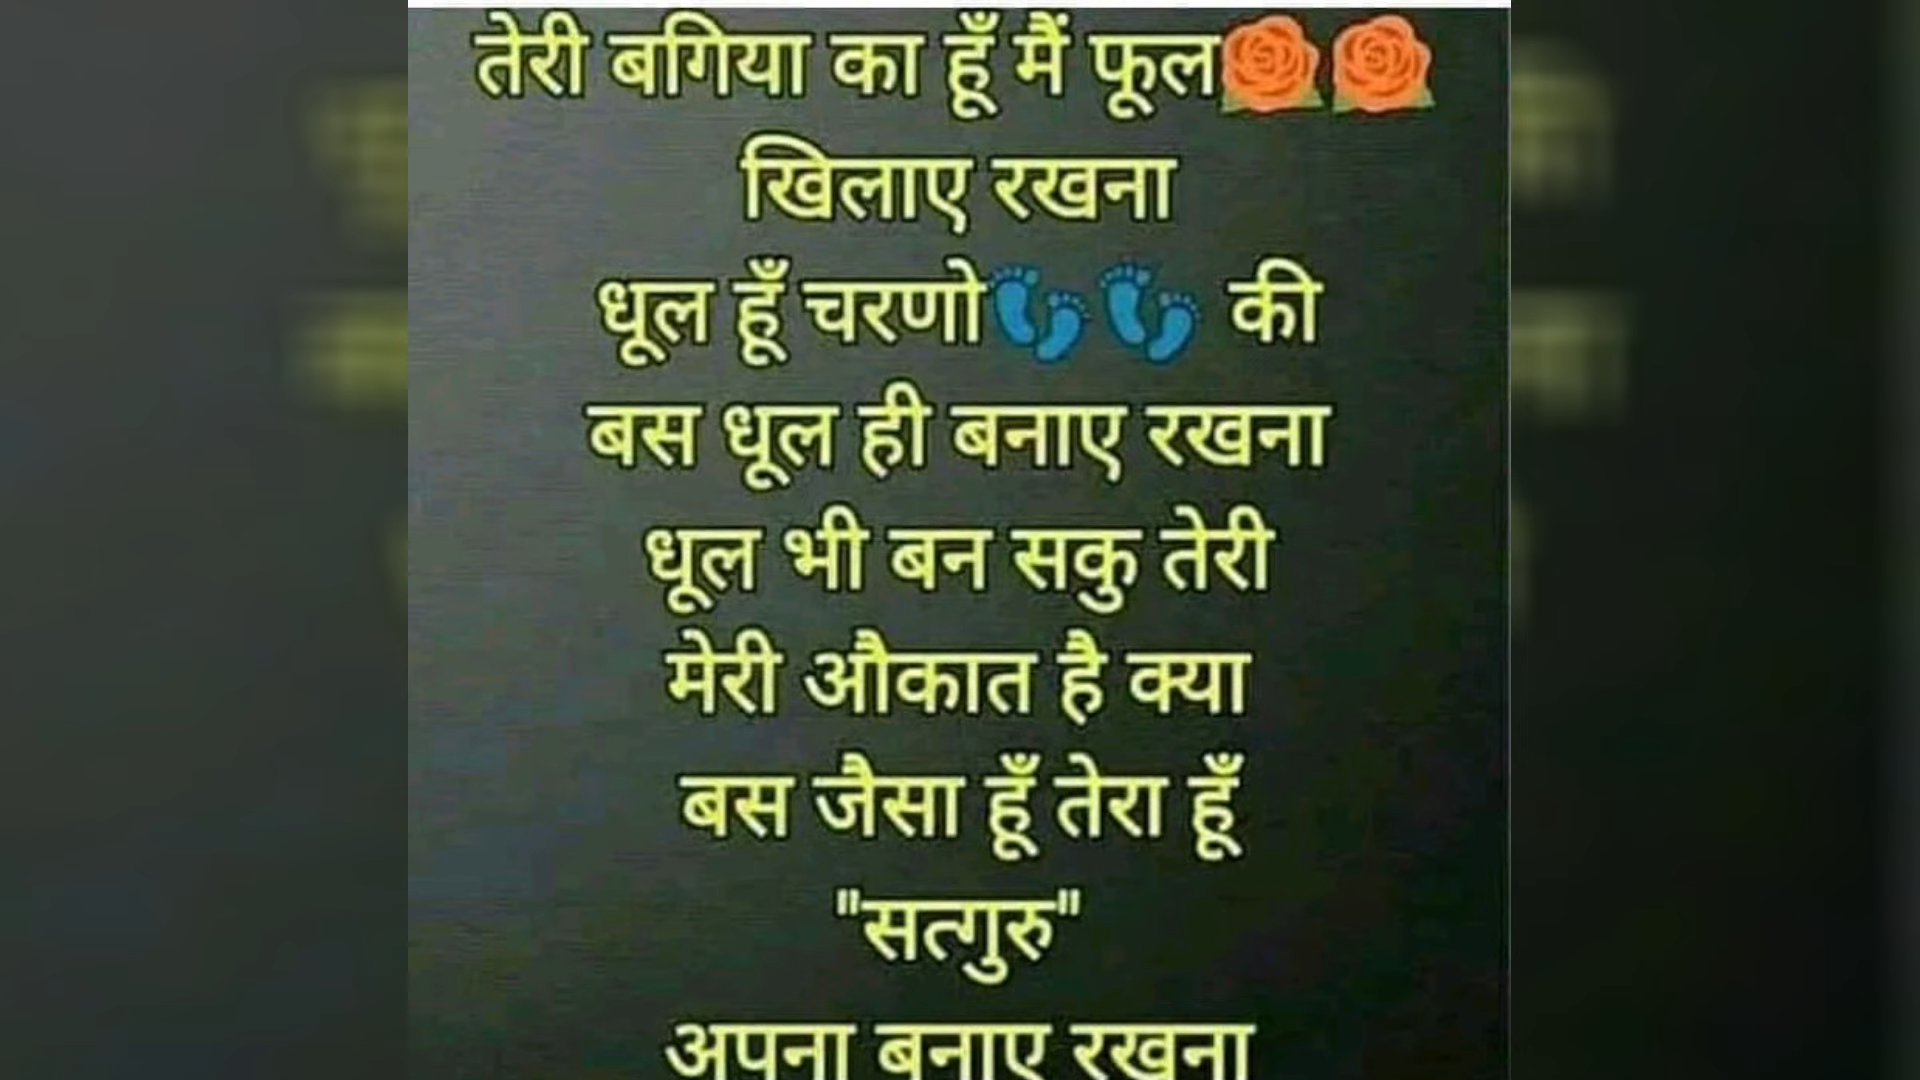 तेरी बगिया का हूँ मैं फूल🌹🌹
खिलाए रखना
धूल हूँ चरणो👣👣 की
बस धूल ही बनाए रखना
धूल भी बन सकु तेरी
मेरी औकात है क्या
बस जैसा हूँ तेरा हूँ
"सत्गुरु"
अपना बनाए रखना